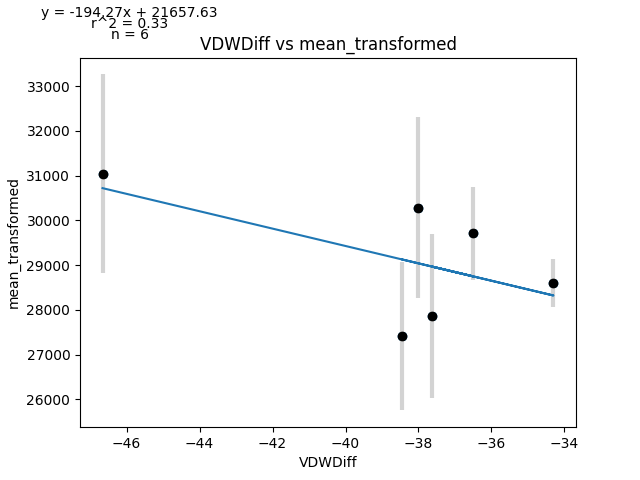 y = -194.27x + 21657.63
r^2 = 0.33
n = 6
VDWDiff vs mean_transformed
33000
32000
31000
30000
29000
28000
27000
26000
mean_transformed
−46 −44 −42 −40 −38 −36 −34
VDWDiff